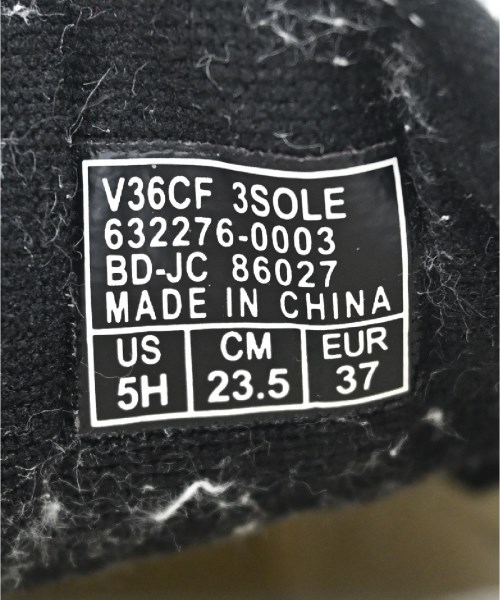 V36CF 3SOLE
632276-0003
BD-JC 86027
MADE IN CHINA
US CM EUR
5H 23.5 37